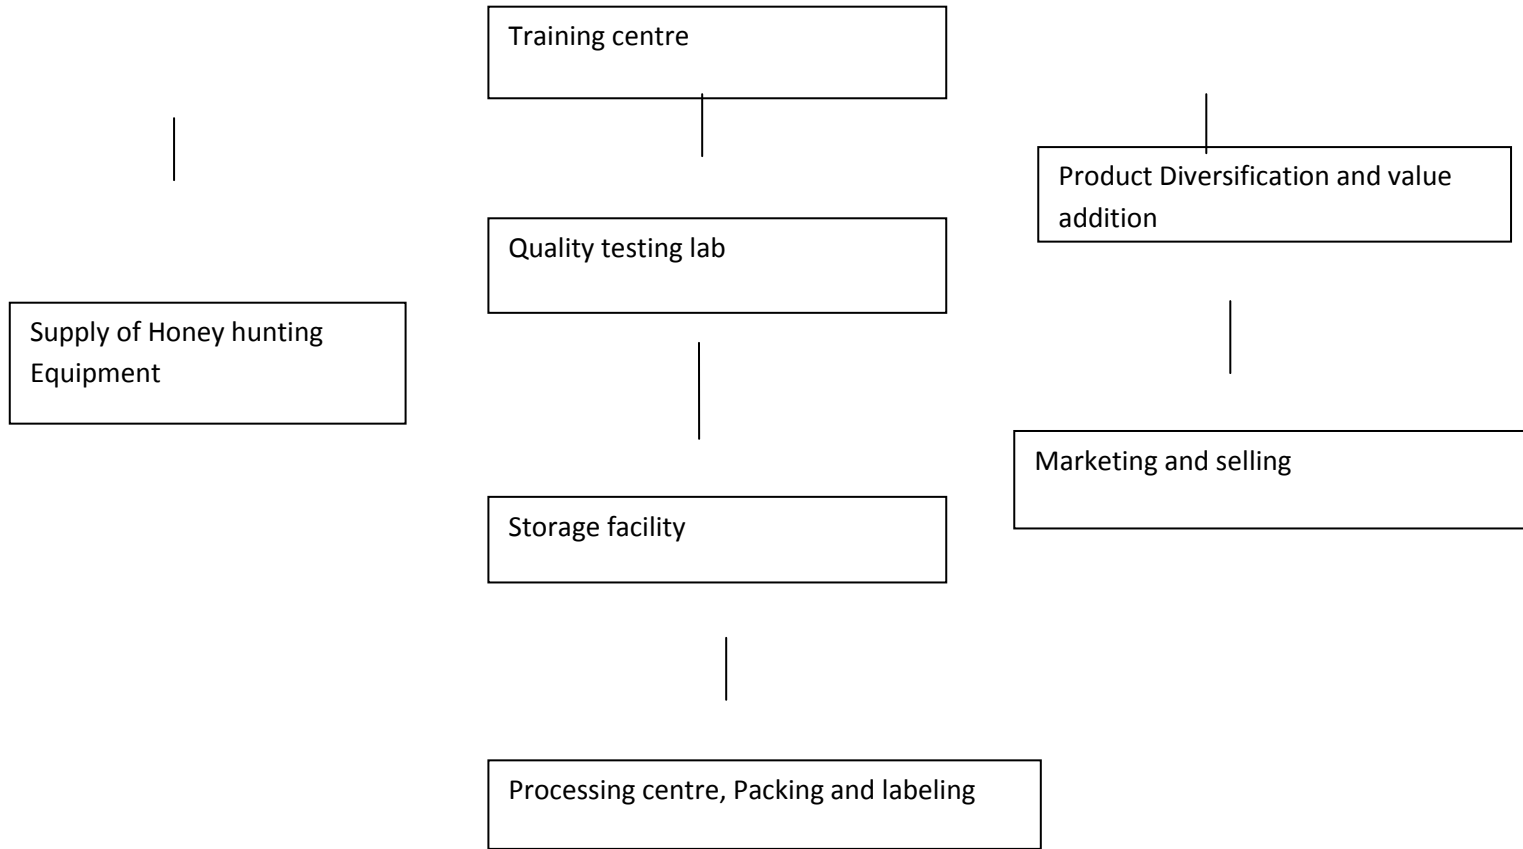 Training centre
Product Diversification and value
addition
Quality testing lab
Supply of Honey hunting
Equipment
Marketing and selling
Storage facility
Processing centre, Packing and labeling